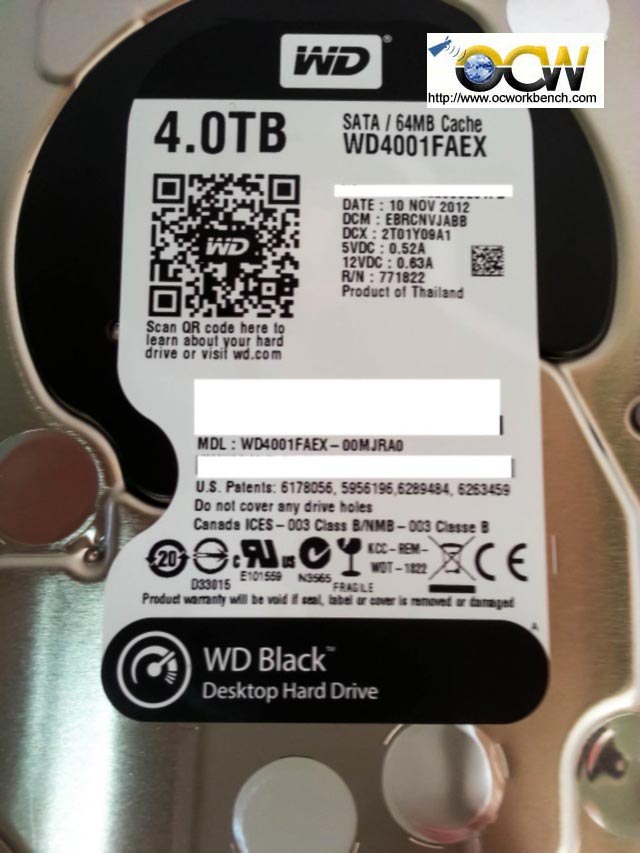 WD®
OCW
http://www.ocworkbench.com
4.0TB
SATA / 64MB Cache
WD4001FAEX
WD
DATE : 10 NOV 2012
DCM : EBRCNVJABB
DCX : 2T01Y09A1
5VDC : 0.52A
12VDC : 0.63A
R/N : 771822
Product of Thailand
Scan QR code here to
learn about your hard
drive or visit wd.com
MDL : WD4001FAEX-00MJRA0
U.S. Patents: 6178056, 5956196,6289484, 6263459
Do not cover any drive holes
Canada ICES-003 Class B/NMB-003 Classe B
20
D33015
c RU us
E101559
N3565
FRAGILE
KCC-REM-
WDT-1822
CE
Product warranty will be void if seal, label or cover is removed or damaged
A
WD Black™
Desktop Hard Drive